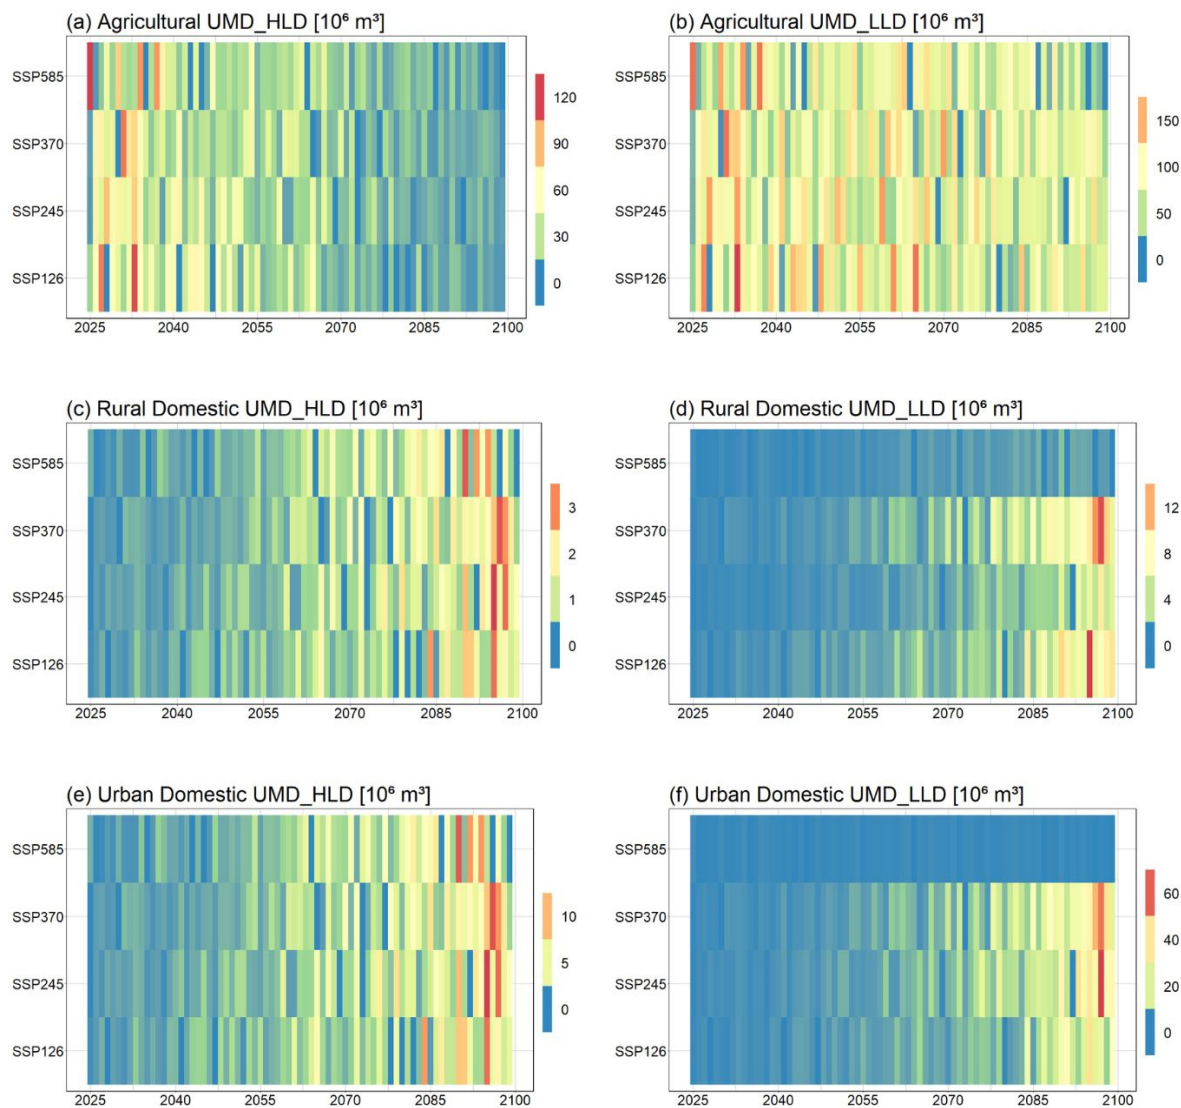 (a) Agricultural UMD_HLD [10⁶ m³]
SSP585
SSP370
SSP245
SSP126
2025 2040 2055 2070 2085 2100
120
90
60
30
0
(b) Agricultural UMD_LLD [10⁶ m³]
SSP585
SSP370
SSP245
SSP126
2025 2040 2055 2070 2085 2100
150
100
50
0
(c) Rural Domestic UMD_HLD [10⁶ m³]
SSP585
SSP370
SSP245
SSP126
2025 2040 2055 2070 2085 2100
3
2
1
0
(d) Rural Domestic UMD_LLD [10⁶ m³]
SSP585
SSP370
SSP245
SSP126
2025 2040 2055 2070 2085 2100
12
8
4
0
(e) Urban Domestic UMD_HLD [10⁶ m³]
SSP585
SSP370
SSP245
SSP126
2025 2040 2055 2070 2085 2100
10
5
0
(f) Urban Domestic UMD_LLD [10⁶ m³]
SSP585
SSP370
SSP245
SSP126
2025 2040 2055 2070 2085 2100
60
40
20
0